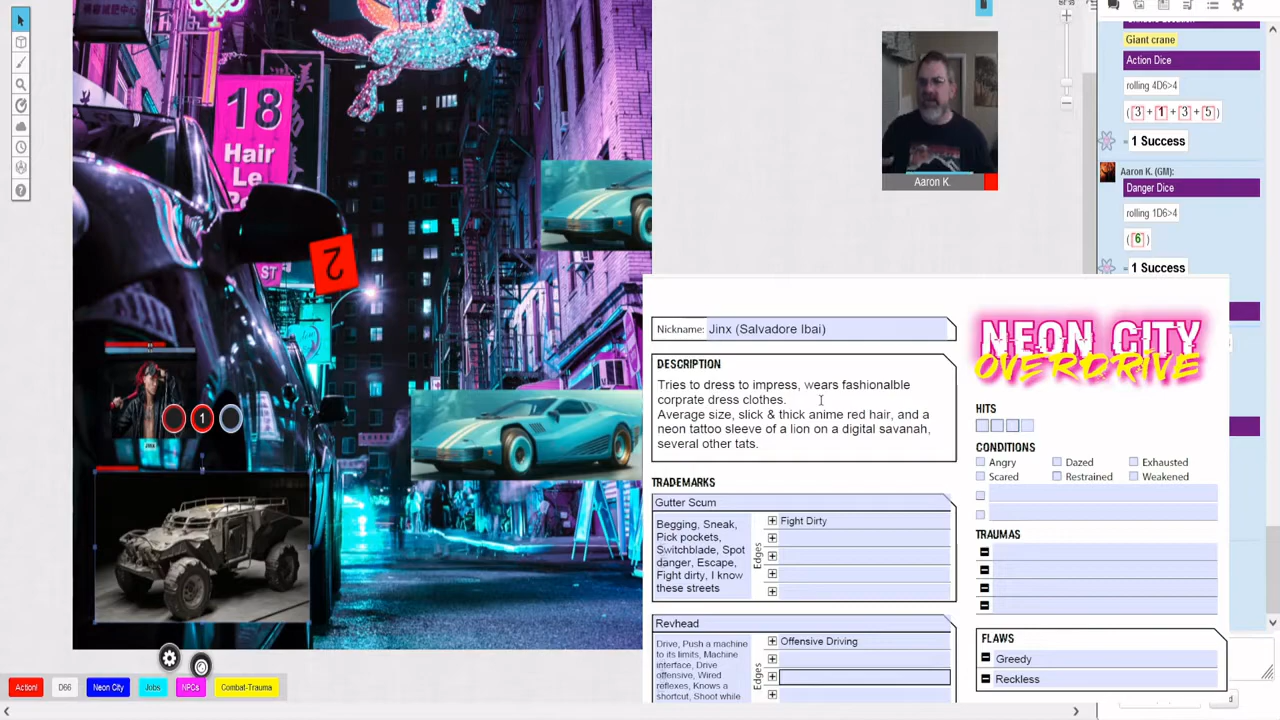 18
Hair
Le
ST
2
1
Action!
D66
Neon City
Jobs
NPCs
Combat-Trauma
Aaron K.
Giant crane
Action Dice
rolling 4D6>4
(3+1+3+5)
= 1 Success
Aaron K. (GM):
Danger Dice
rolling 1D6>4
(6)
= 1 Success
Nickname: Jinx (Salvadore Ibai)
DESCRIPTION
Tries to dress to impress, wears fashionalble
corprate dress clothes.
Average size, slick & thick anime red hair, and a
neon tattoo sleeve of a lion on a digital savanah,
several other tats.
TRADEMARKS
Gutter Scum
Begging, Sneak,
Pick pockets,
Switchblade, Spot
danger, Escape,
Fight dirty, I know
these streets
Edges
Fight Dirty
Revhead
Drive, Push a machine
to its limits, Machine
interface, Drive
offensive, Wired
reflexes, Knows a
shortcut, Shoot while
Edges
Offensive Driving
NEON CITY
OVERDRIVE
HITS
CONDITIONS
Angry Dazed Exhausted
Scared Restrained Weakened
TRAUMAS
FLAWS
Greedy
Reckless